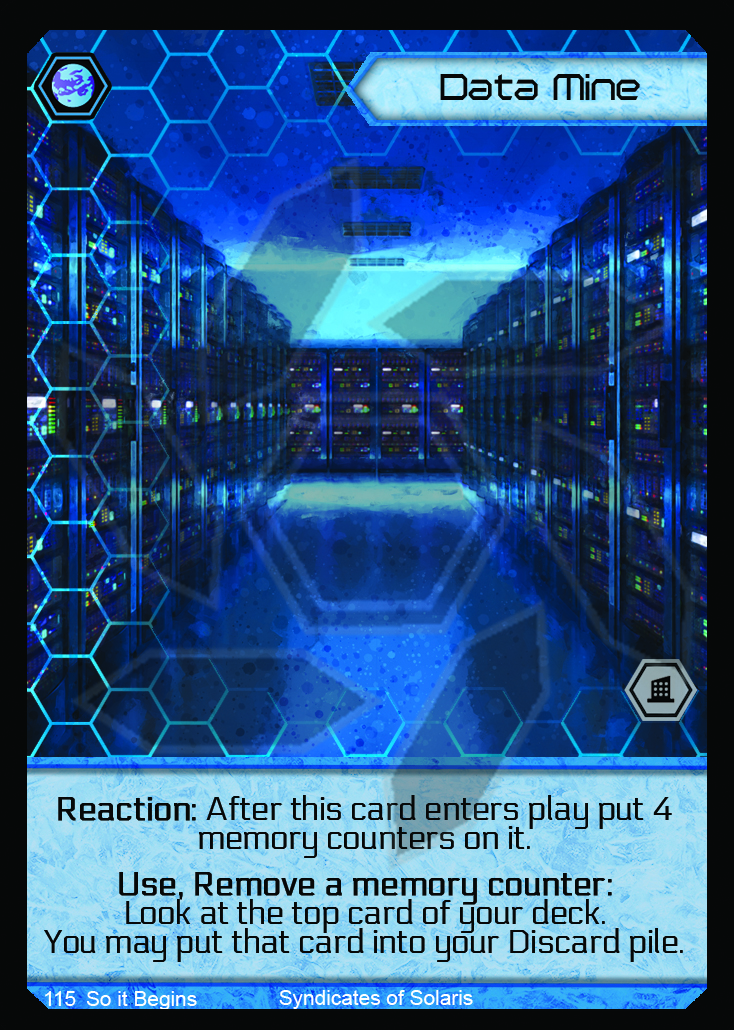 Data Mine
Reaction: After this card enters play put 4
memory counters on it.
Use, Remove a memory counter:
Look at the top card of your deck.
You may put that card into your Discard pile.
115 So it Begins
Syndicates of Solaris